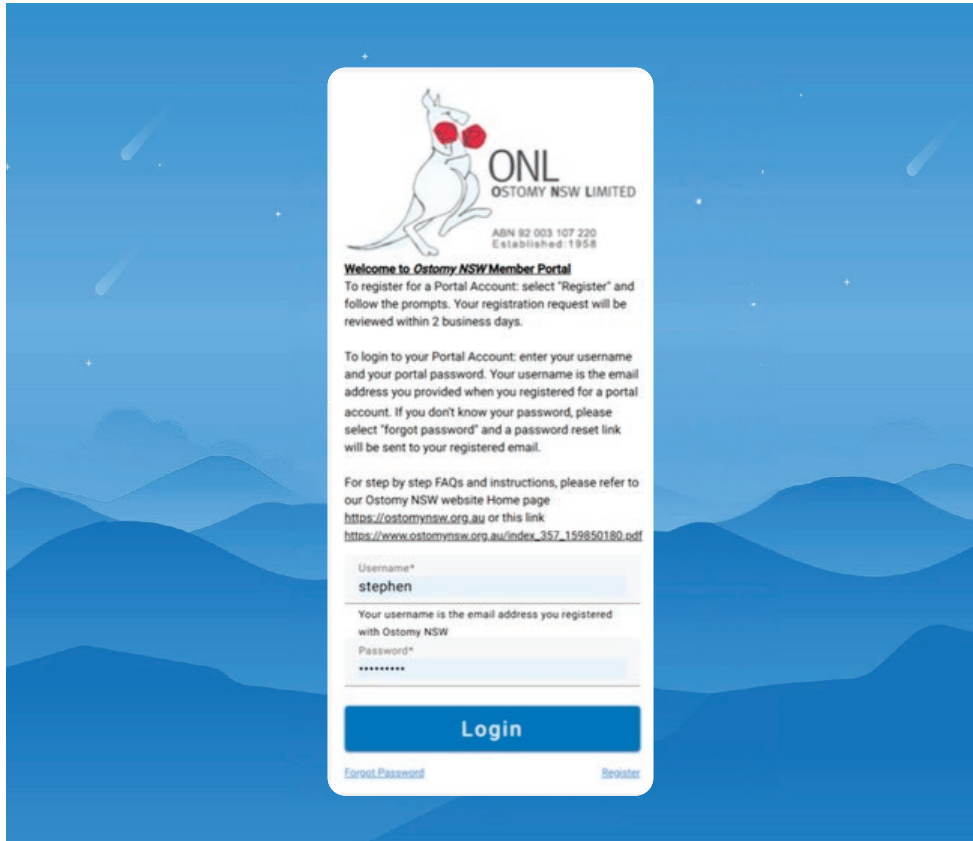 ONL
OSTOMY NSW LIMITED
ABN 92 003 107 220
Established:1958
Welcome to Ostomy NSW Member Portal
To register for a Portal Account: select "Register" and
follow the prompts. Your registration request will be
reviewed within 2 business days.
To login to your Portal Account: enter your username
and your portal password. Your username is the email
address you provided when you registered for a portal
account. If you don't know your password, please
select "forgot password" and a password reset link
will be sent to your registered email.
For step by step FAQs and instructions, please refer to
our Ostomy NSW website Home page
https://ostomynsw.org.au or this link
https://www.ostomynsw.org.au/index_357_159850180.pdf
Username*
stephen
Your username is the email address you registered
with Ostomy NSW
Password*
•••••••••
Login
Forgot Password Register